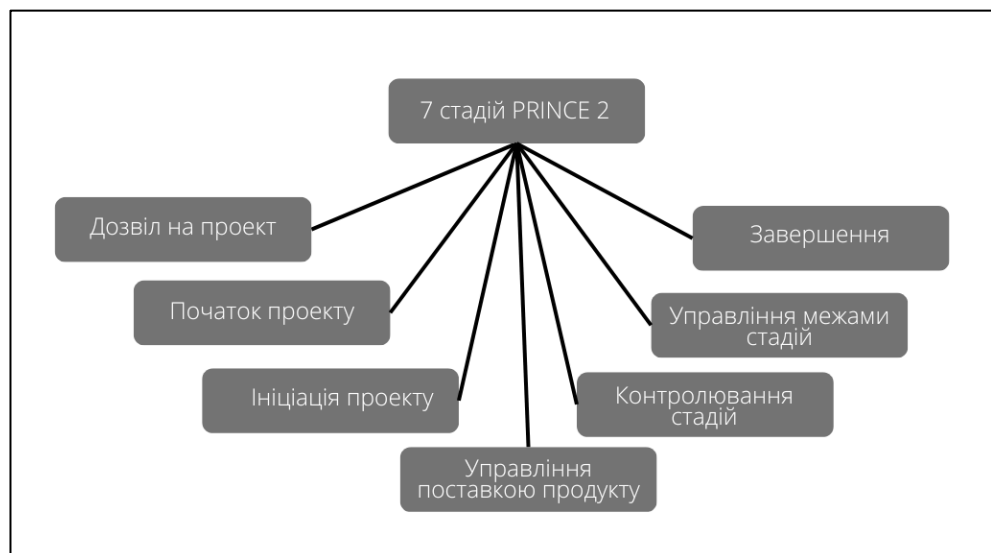 7 стадій PRINCE 2
Дозвіл на проект
Завершення
Початок проекту
Управління межами
стадій
Ініціація проекту
Контролювання
стадій
Управління
поставкою продукту